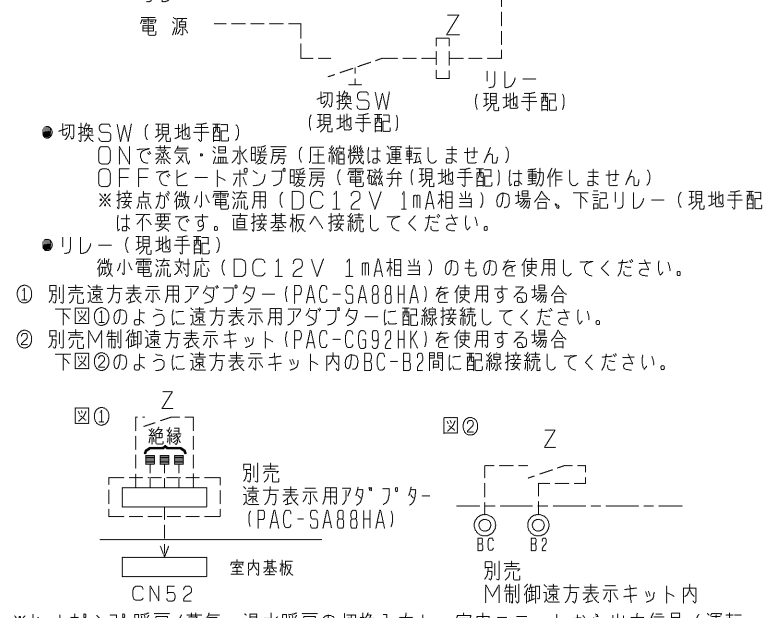 電 源
Z
切換SW
(現地手配)
リレー
(現地手配)
●切換SW(現地手配)
ONで蒸気・温水暖房(圧縮機は運転しません)
OFFでヒートポンプ暖房(電磁弁(現地手配)は動作しません)
※接点が微小電流用(DC12V 1mA相当)の場合、下記リレー(現地手配
は不要です。直接基板へ接続してください。
●リレー(現地手配)
微小電流対応(DC12V 1mA相当)のものを使用してください。
① 別売遠方表示用アダプター(PAC-SA88HA)を使用する場合
下図①のように遠方表示用アダプターに配線接続してください。
② 別売M制御遠方表示キット(PAC-CG92HK)を使用する場合
下図②のように遠方表示キット内のBC-B2間に配線接続してください。
図①
Z
絶縁
別売
遠方表示用アダプター
(PAC-SA88HA)
室内基板
CN52
図②
Z
BC B2
別売
M制御遠方表示キット内